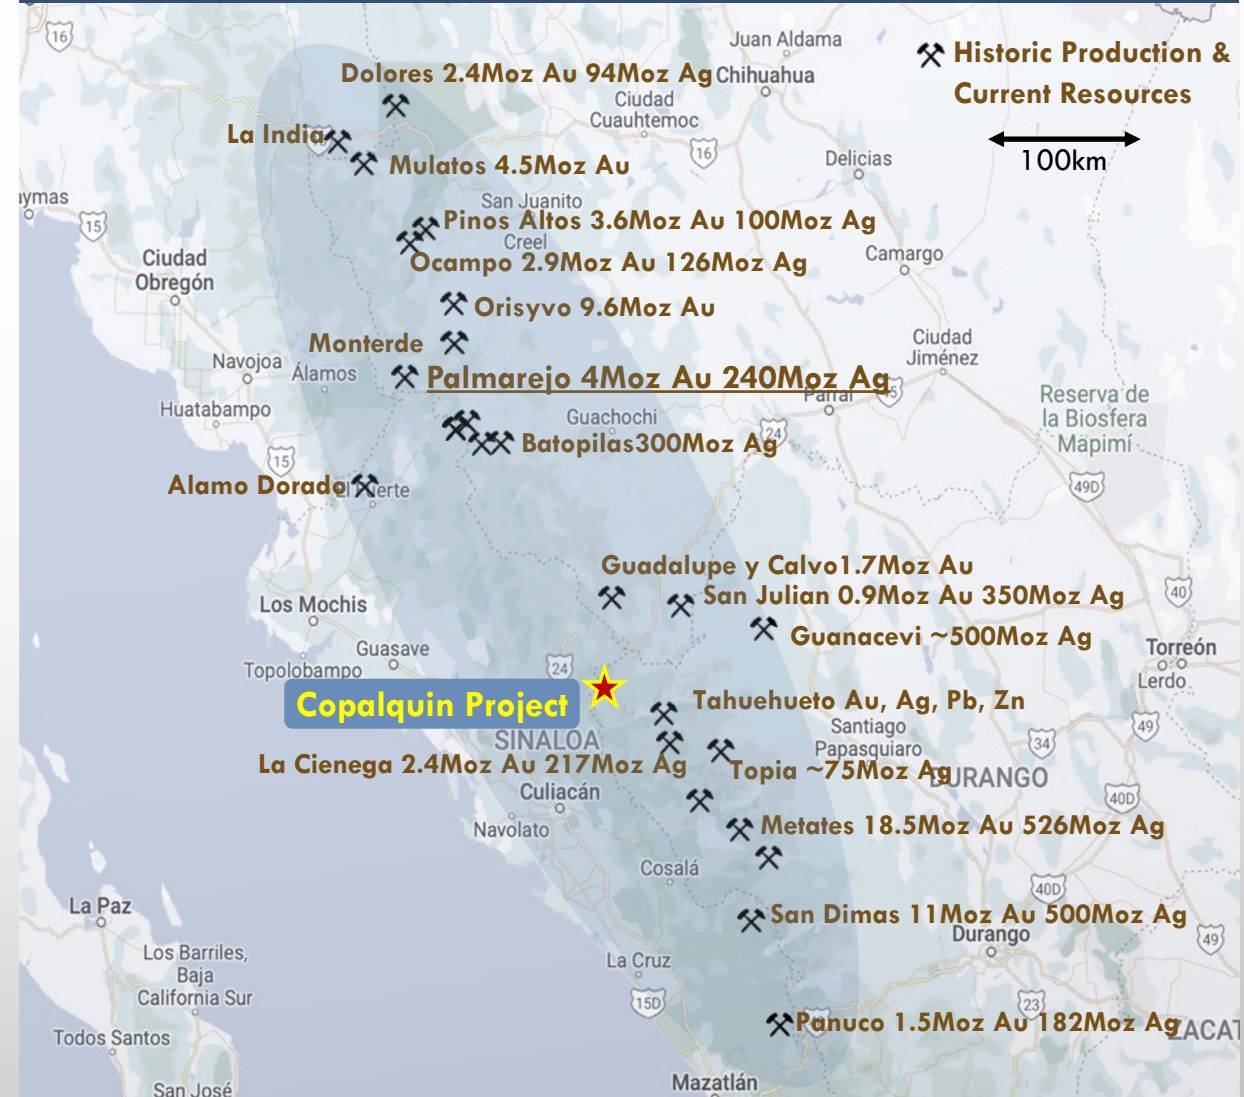 16
Juan Aldama
Historic Production &
Current Resources
Dolores 2.4Moz Au 94Moz Ag
Chihuahua
Ciudad
Cuauhtemoc
100km
La India
16
Mulatos 4.5Moz Au
Delicias
aymas
15
San Juanito
Pinos Altos 3.6Moz Au 100Moz Ag
Creel
Ocampo 2.9Moz Au 126Moz Ag
Camargo
Ciudad
Obregón
Orisyvo 9.6Moz Au
Monterde
Ciudad
Jiménez
Navojoa
Álamos
Palmarejo 4Moz Au 240Moz Ag
45
Parral
Huatabampo
Guachochi
24
Reserva de
la Biosfera
Mapimí
Batopilas300Moz Ag
15
Alamo Dorado
El Fuerte
49D
Guadalupe y Calvo1.7Moz Au
San Julian 0.9Moz Au 350Moz Ag
40
Los Mochis
Guanacevi ~500Moz Ag
Guasave
Topolobampo
24
Torreón
Lerdo
Copalquin Project
Tahuehueto Au, Ag, Pb, Zn
SINALOA
Santiago
Papasquiaro
34
49
La Cienega 2.4Moz Au 217Moz Ag
Topia ~75Moz Ag
DURANGO
Culiacán
40D
Navolato
Metates 18.5Moz Au 526Moz Ag
Cosalá
40D
La Paz
San Dimas 11Moz Au 500Moz Ag
Durango
49
Los Barriles,
Baja
California Sur
La Cruz
15D
23
Panuco 1.5Moz Au 182Moz Ag
ZACAT
Todos Santos
Mazatlán
San José